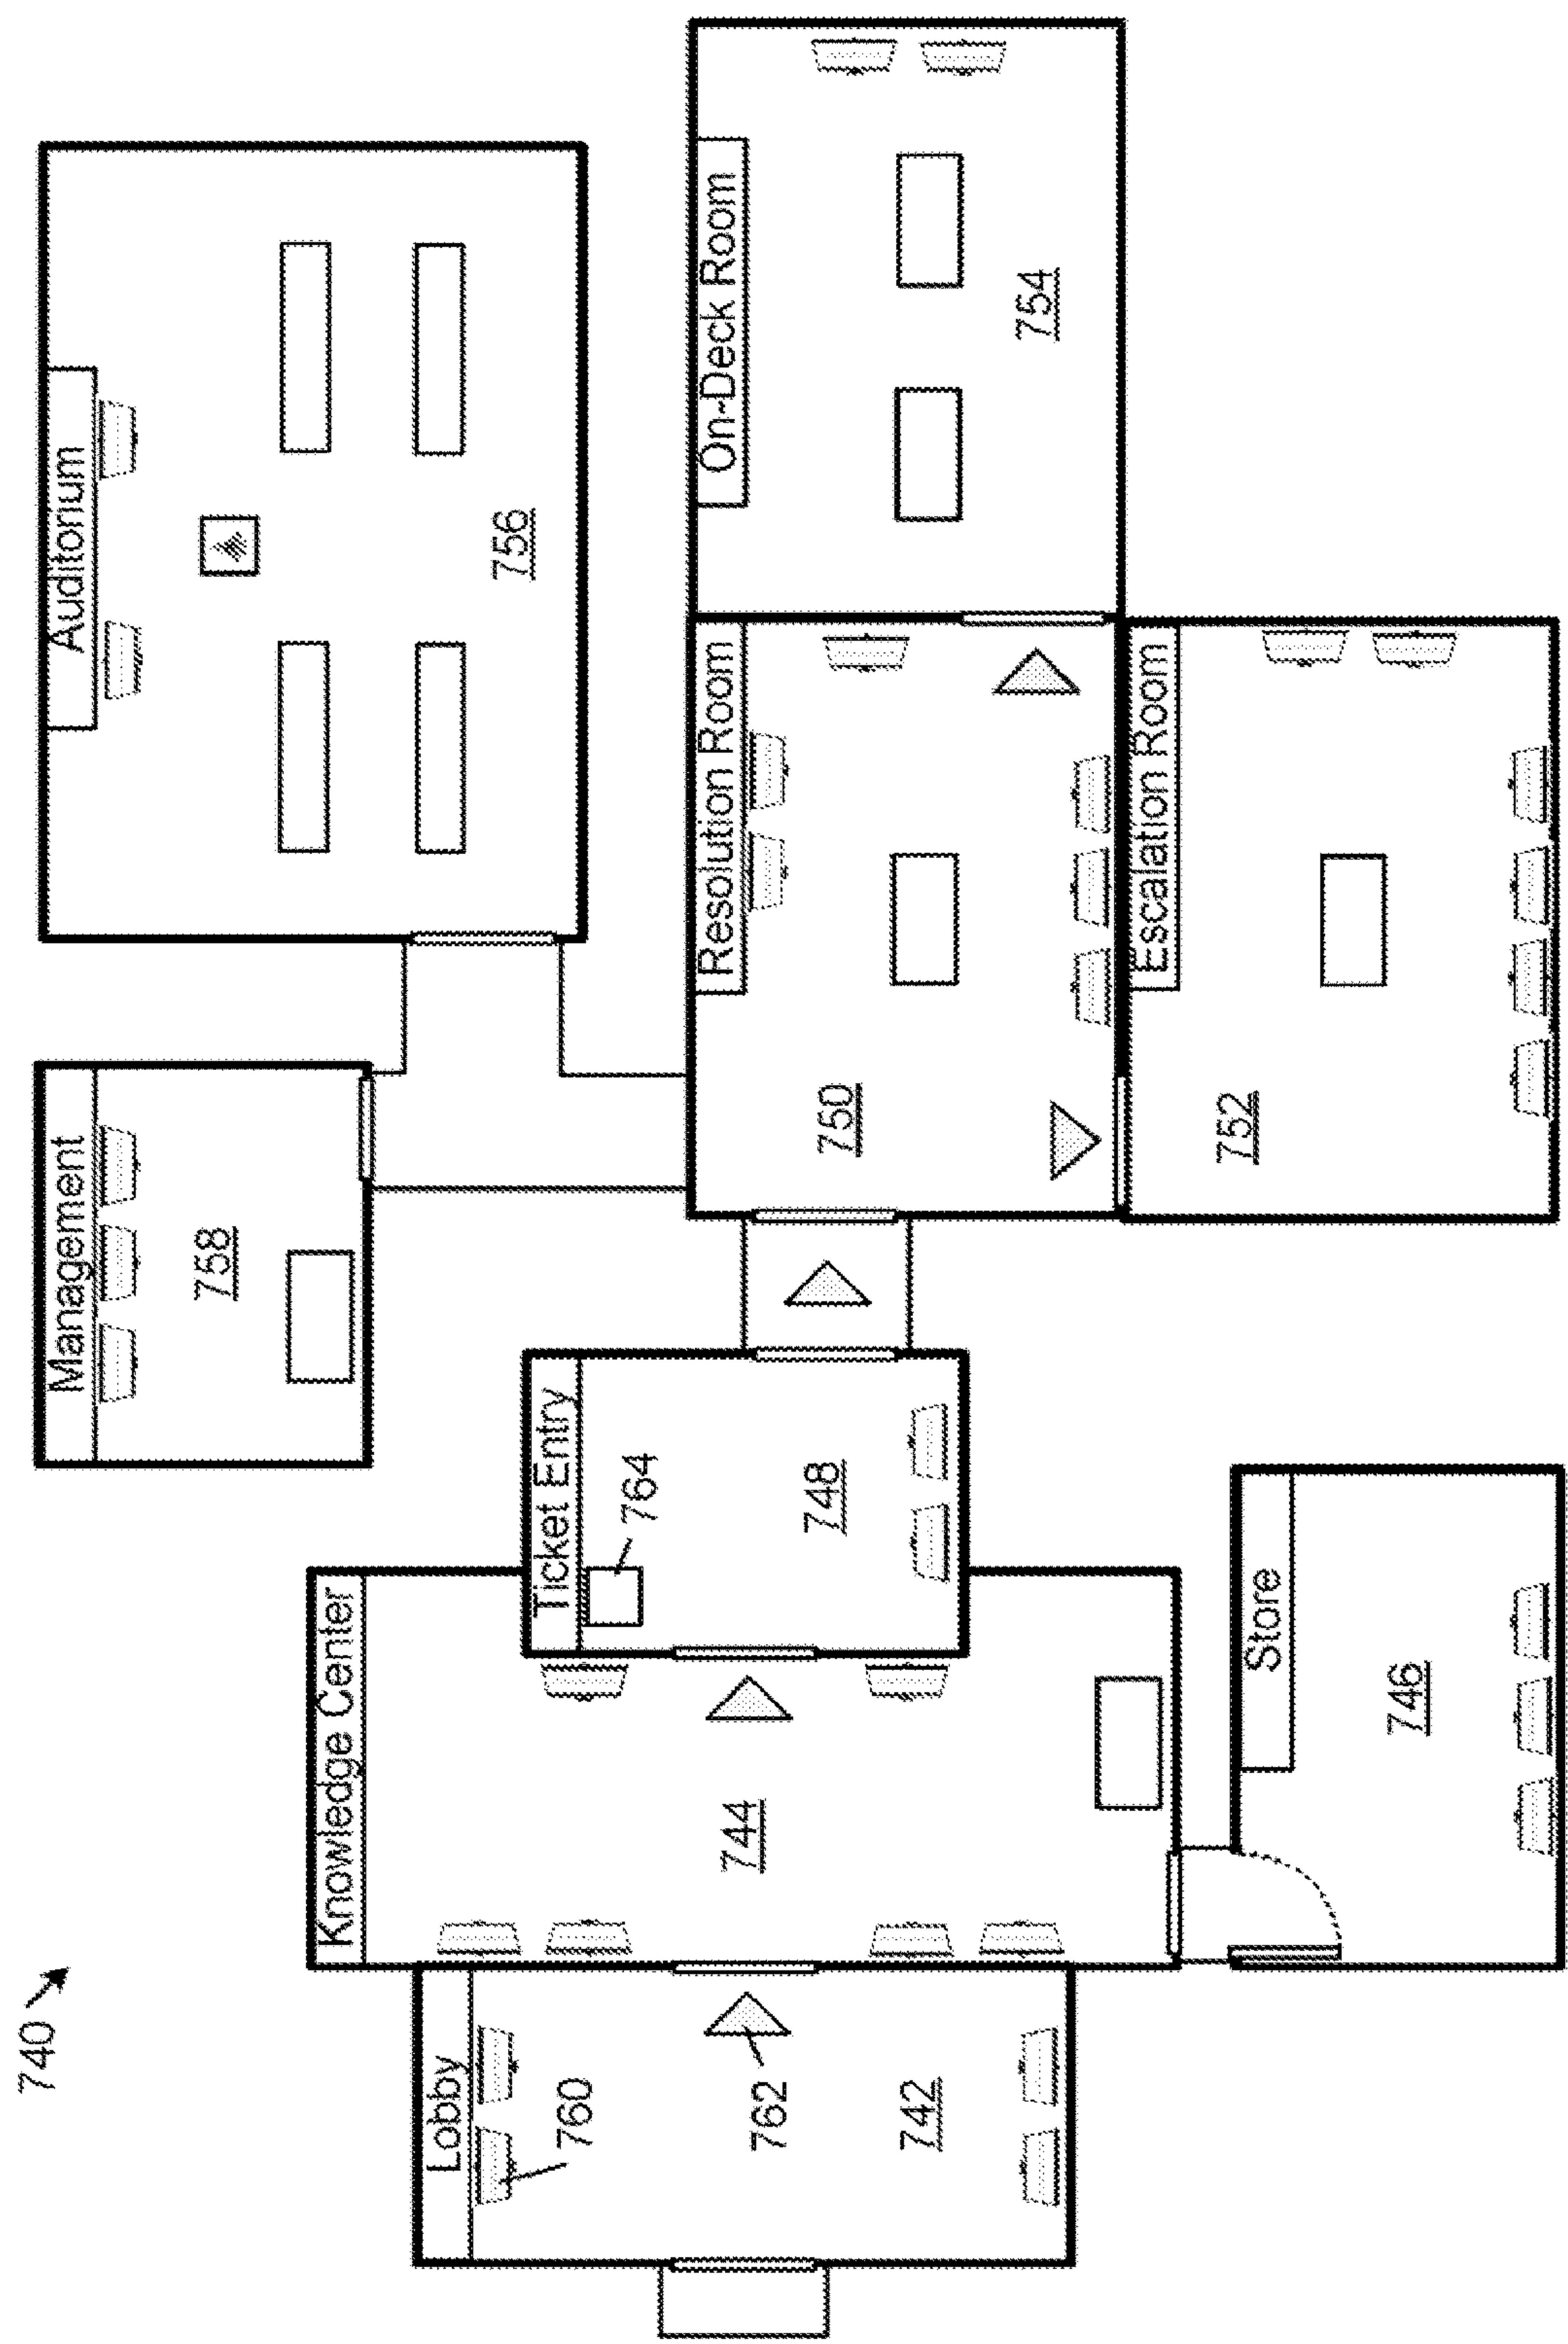 740
Lobby
760
762
742
Knowledge Center
744
Ticket Entry
764
748
Store
746
Management
758
Auditorium
756
Resolution Room
750
Escalation Room
752
On-Deck Room
754